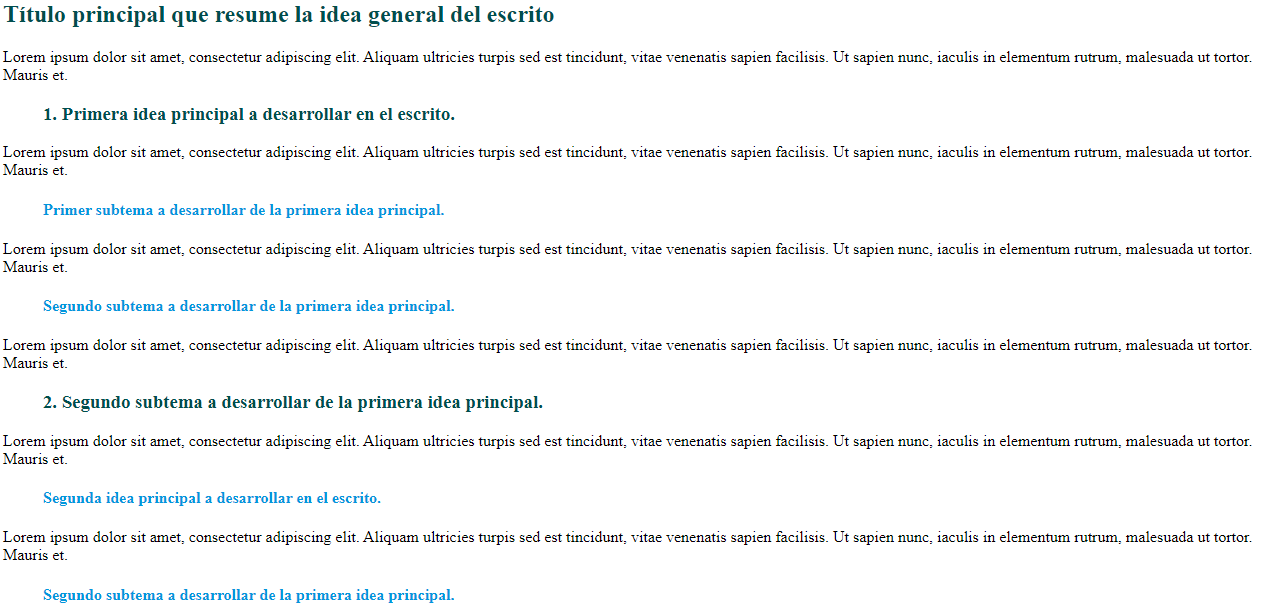 Título principal que resume la idea general del escrito
Lorem ipsum dolor sit amet, consectetur adipiscing elit. Aliquam ultricies turpis sed est tincidunt, vitae venenatis sapien facilisis. Ut sapien nunc, iaculis in elementum rutrum, malesuada ut tortor.
Mauris et.
1. Primera idea principal a desarrollar en el escrito.
Lorem ipsum dolor sit amet, consectetur adipiscing elit. Aliquam ultricies turpis sed est tincidunt, vitae venenatis sapien facilisis. Ut sapien nunc, iaculis in elementum rutrum, malesuada ut tortor.
Mauris et.
Primer subtema a desarrollar de la primera idea principal.
Lorem ipsum dolor sit amet, consectetur adipiscing elit. Aliquam ultricies turpis sed est tincidunt, vitae venenatis sapien facilisis. Ut sapien nunc, iaculis in elementum rutrum, malesuada ut tortor.
Mauris et.
Segundo subtema a desarrollar de la primera idea principal.
Lorem ipsum dolor sit amet, consectetur adipiscing elit. Aliquam ultricies turpis sed est tincidunt, vitae venenatis sapien facilisis. Ut sapien nunc, iaculis in elementum rutrum, malesuada ut tortor.
Mauris et.
2. Segundo subtema a desarrollar de la primera idea principal.
Lorem ipsum dolor sit amet, consectetur adipiscing elit. Aliquam ultricies turpis sed est tincidunt, vitae venenatis sapien facilisis. Ut sapien nunc, iaculis in elementum rutrum, malesuada ut tortor.
Mauris et.
Segunda idea principal a desarrollar en el escrito.
Lorem ipsum dolor sit amet, consectetur adipiscing elit. Aliquam ultricies turpis sed est tincidunt, vitae venenatis sapien facilisis. Ut sapien nunc, iaculis in elementum rutrum, malesuada ut tortor.
Mauris et.
Segundo subtema a desarrollar de la primera idea principal.